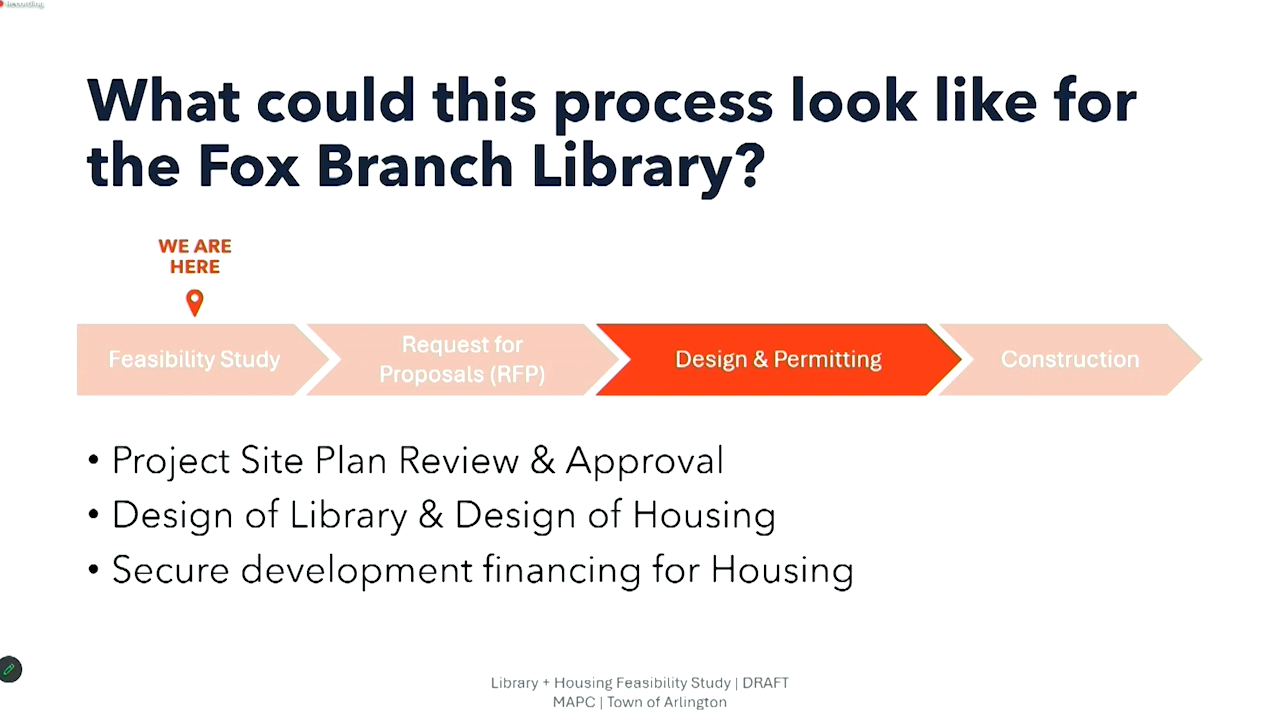 What could this process look like for
the Fox Branch Library?
WE ARE
HERE
Feasibility Study
Request for
Proposals (RFP)
Design & Permitting
Construction
• Project Site Plan Review & Approval
• Design of Library & Design of Housing
• Secure development financing for Housing
Library + Housing Feasibility Study | DRAFT
MAPC | Town of Arlington